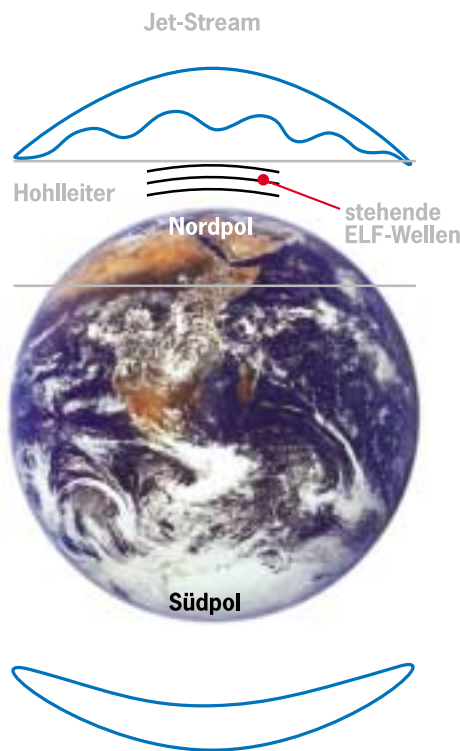 Jet-Stream
Hohlleiter
Nordpol
stehende
ELF-Wellen
Südpol